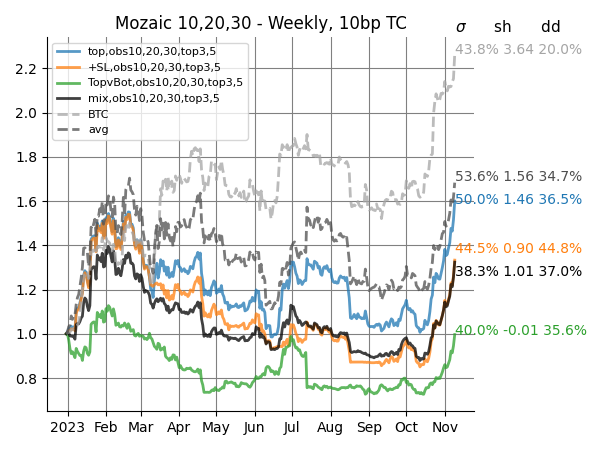 Mozaic 10,20,30 - Weekly, 10bp TC
σ sh dd
top,obs10,20,30,top3,5
+SL,obs10,20,30,top3,5
TopvBot,obs10,20,30,top3,5
mix,obs10,20,30,top3,5
BTC
avg
43.8% 3.64 20.0%
53.6% 1.56 34.7%
50.0% 1.46 36.5%
44.5% 0.90 44.8%
38.3% 1.01 37.0%
40.0% -0.01 35.6%
2.2
2.0
1.8
1.6
1.4
1.2
1.0
0.8
2023 Feb Mar Apr May Jun Jul Aug Sep Oct Nov